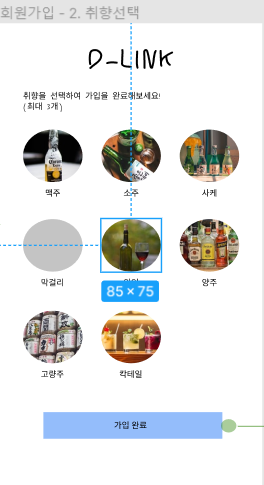 회원가입 - 2. 취향선택
D-LINK
취향을 선택하여 가입을 완료해보세요!
(최대 3개)
맥주 소주 사케
막걸리 양주
85 × 75
고량주 칵테일
가입 완료